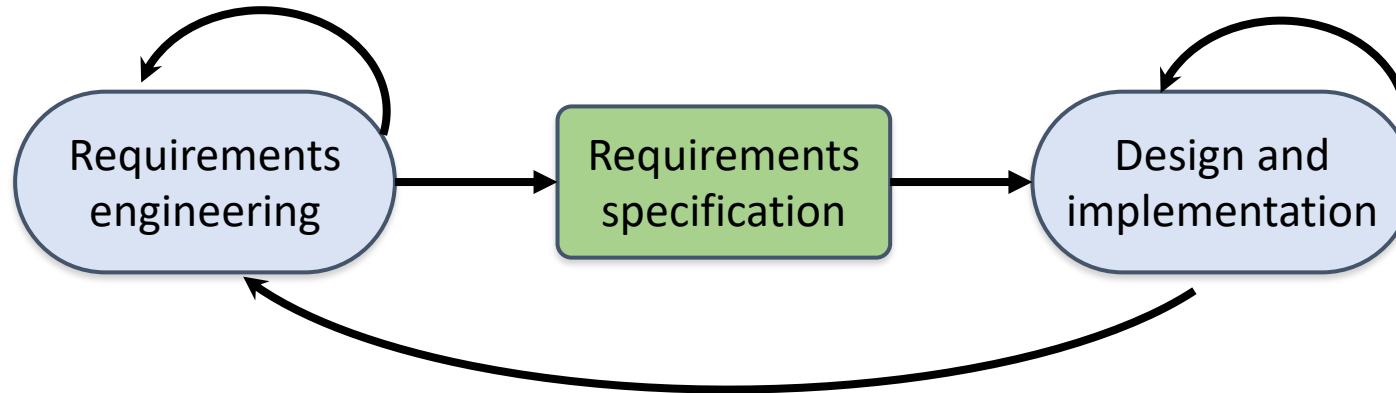 Requirements
engineering
Requirements
specification
Design and
implementation